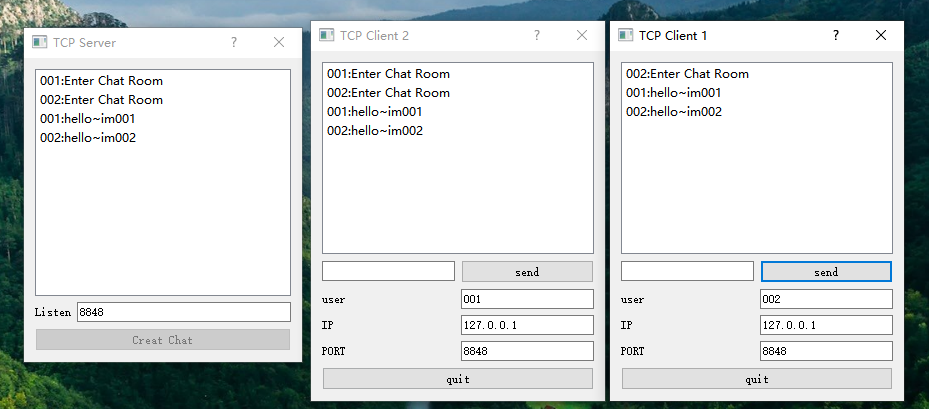 TCP Server
001:Enter Chat Room
002:Enter Chat Room
001:hello~im001
002:hello~im002
Listen 8848
Creat Chat
TCP Client 2
001:Enter Chat Room
002:Enter Chat Room
001:hello~im001
002:hello~im002
send
user 001
IP 127.0.0.1
PORT 8848
quit
TCP Client 1
002:Enter Chat Room
001:hello~im001
002:hello~im002
send
user 002
IP 127.0.0.1
PORT 8848
quit